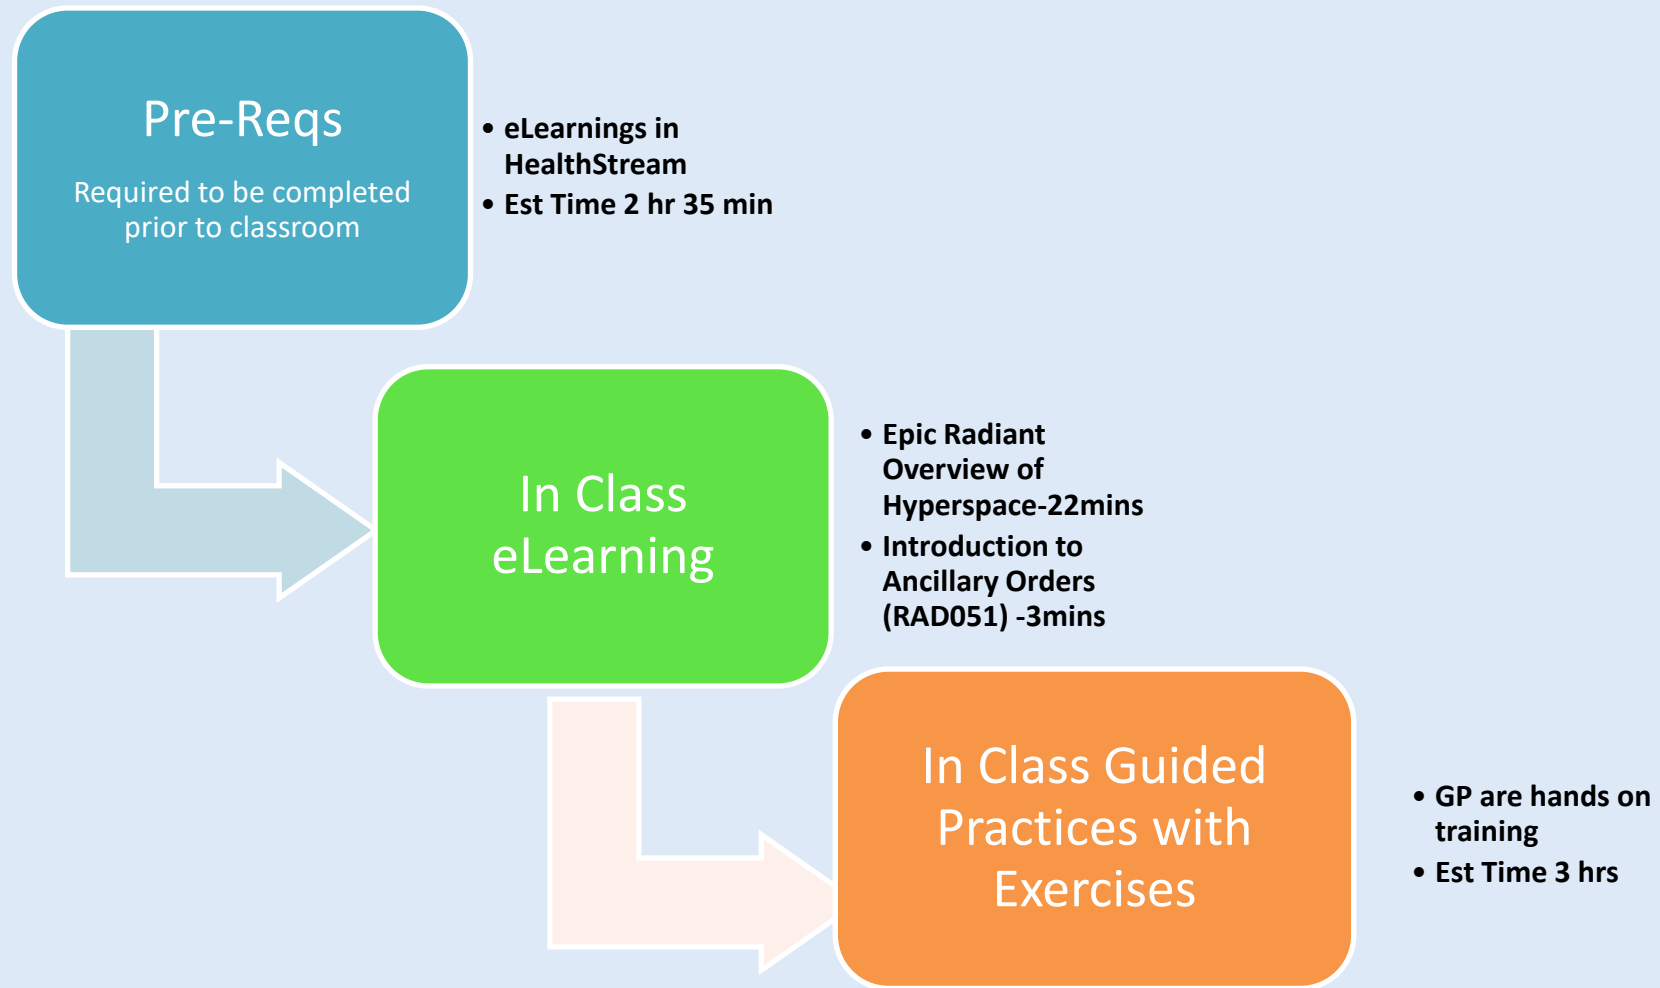 Pre-Reqs
Required to be completed
prior to classroom
• eLearnings in
HealthStream
• Est Time 2 hr 35 min
In Class
eLearning
• Epic Radiant
Overview of
Hyperspace-22mins
• Introduction to
Ancillary Orders
(RAD051) -3mins
In Class Guided
Practices with
Exercises
• GP are hands on
training
• Est Time 3 hrs